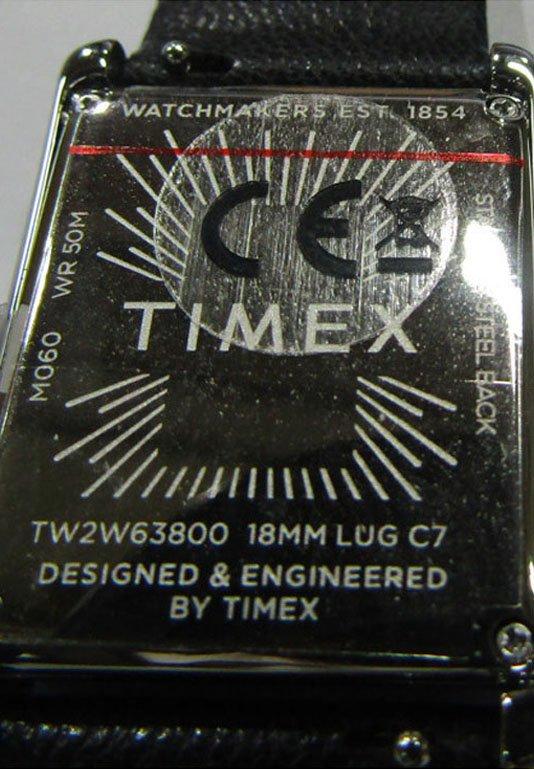 WATCHMAKERS EST. 1854
CE
WR 50M
M060
STEEL BACK
TIMEX
TW2W63800 18MM LUG C7
DESIGNED & ENGINEERED
BY TIMEX